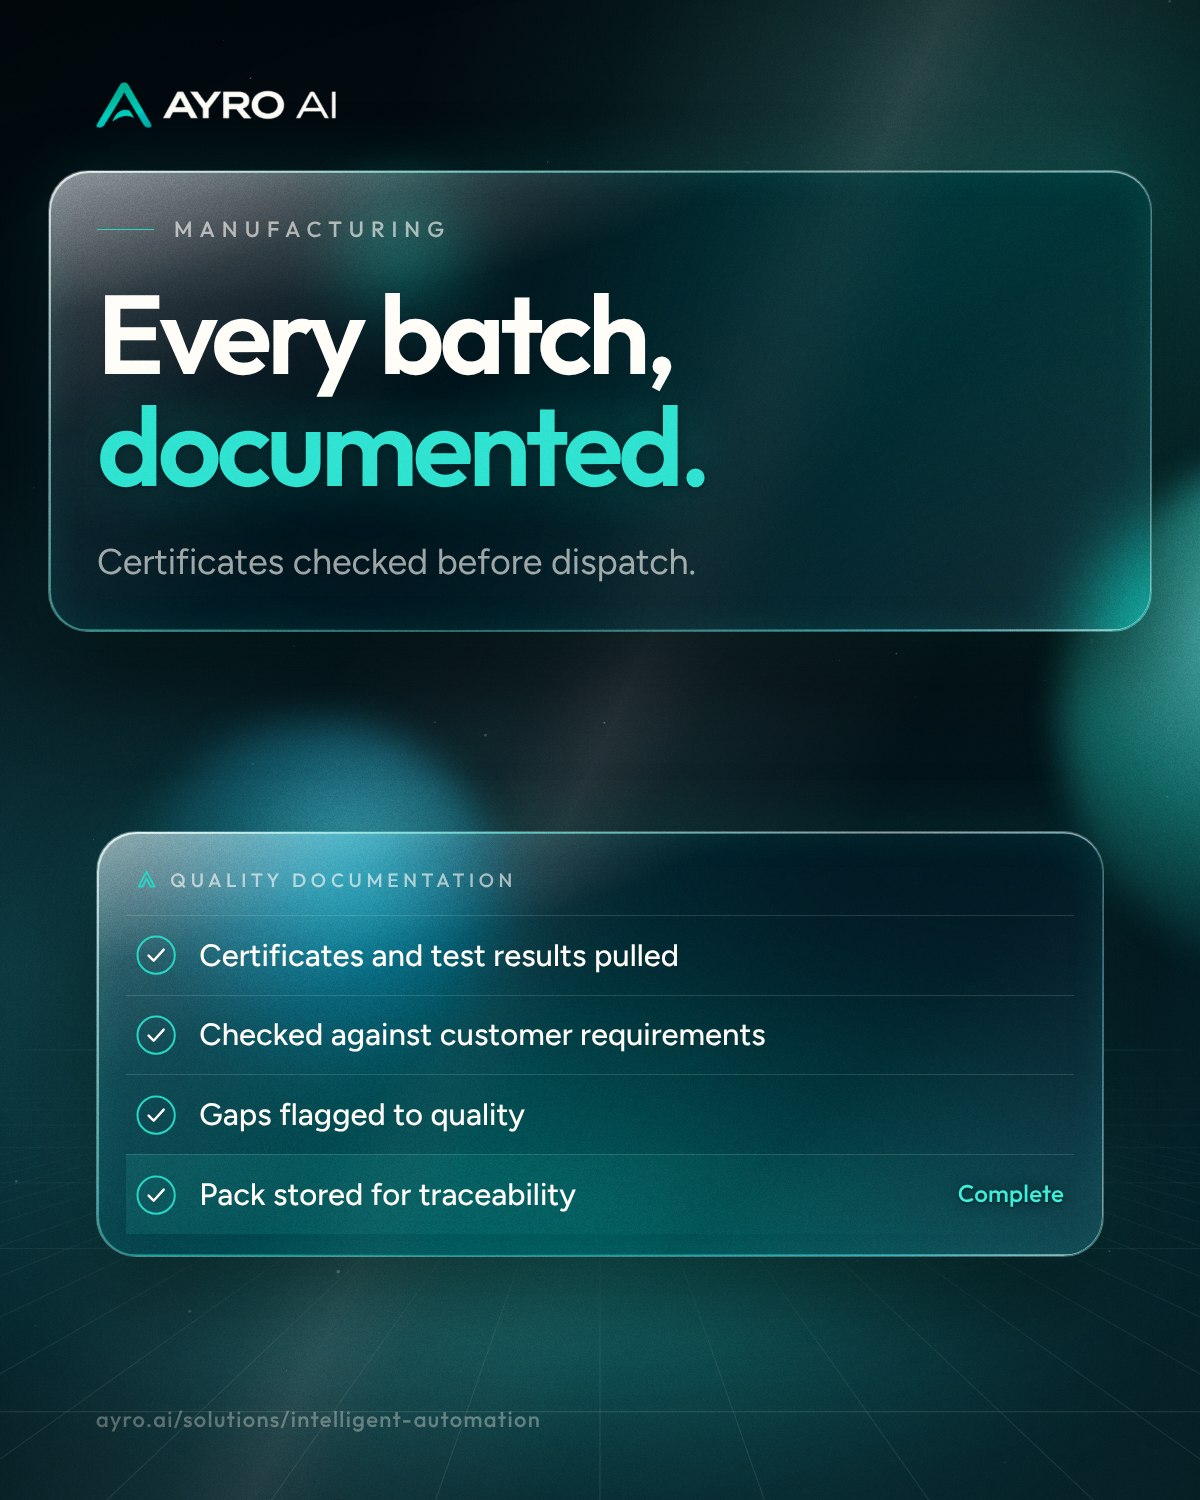 AYRO AI
MANUFACTURING
Every batch,
documented.
Certificates checked before dispatch.
QUALITY DOCUMENTATION
Certificates and test results pulled
Checked against customer requirements
Gaps flagged to quality
Pack stored for traceability
Complete
ayro.ai/solutions/intelligent-automation